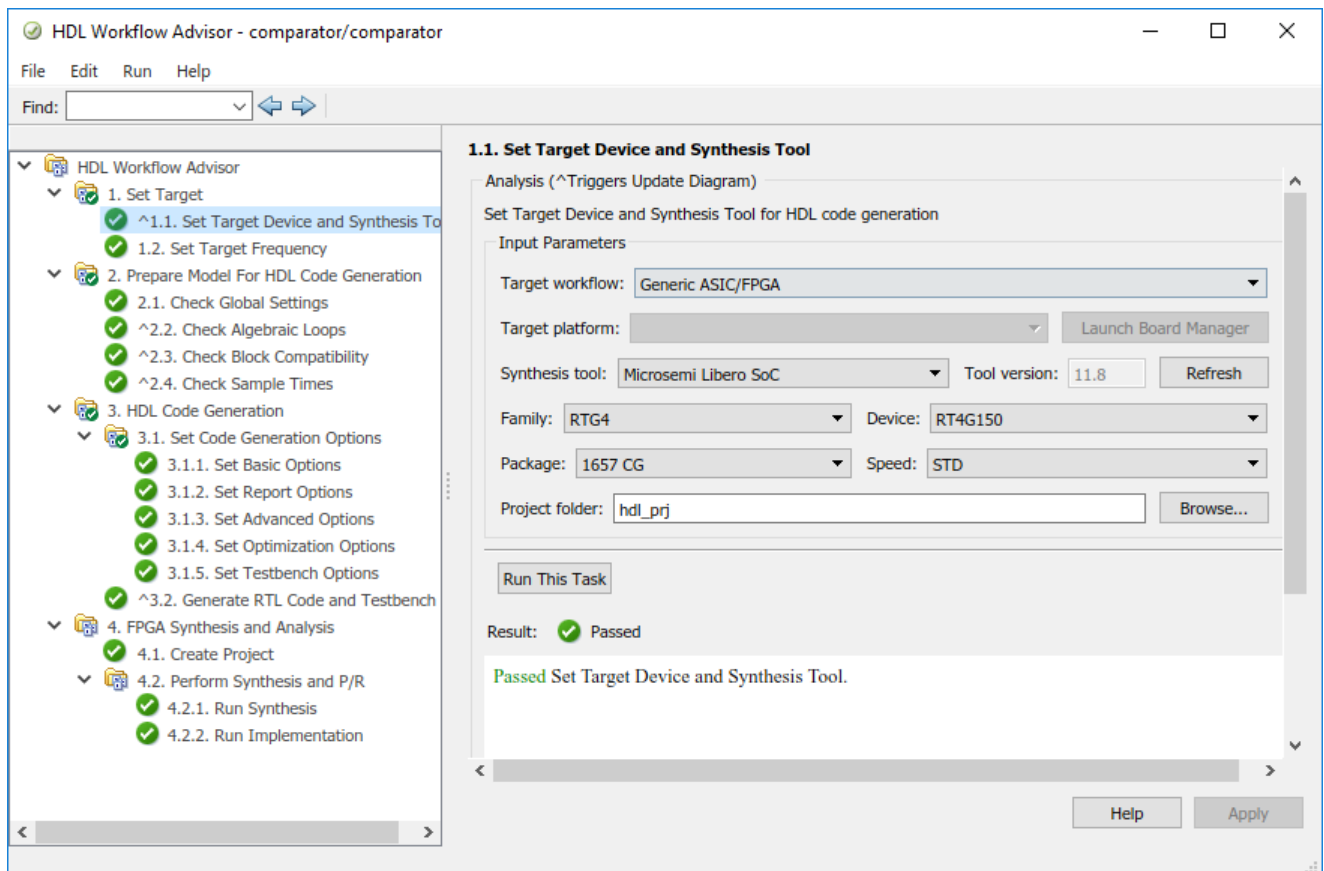 HDL Workflow Advisor - comparator/comparator
File Edit Run Help
Find:
HDL Workflow Advisor
1. Set Target
^1.1. Set Target Device and Synthesis To
1.2. Set Target Frequency
2. Prepare Model For HDL Code Generation
2.1. Check Global Settings
^2.2. Check Algebraic Loops
^2.3. Check Block Compatibility
^2.4. Check Sample Times
3. HDL Code Generation
3.1. Set Code Generation Options
3.1.1. Set Basic Options
3.1.2. Set Report Options
3.1.3. Set Advanced Options
3.1.4. Set Optimization Options
3.1.5. Set Testbench Options
^3.2. Generate RTL Code and Testbench
4. FPGA Synthesis and Analysis
4.1. Create Project
4.2. Perform Synthesis and P/R
4.2.1. Run Synthesis
4.2.2. Run Implementation
1.1. Set Target Device and Synthesis Tool
Analysis (^Triggers Update Diagram)
Set Target Device and Synthesis Tool for HDL code generation
Input Parameters
Target workflow: Generic ASIC/FPGA
Target platform: Launch Board Manager
Synthesis tool: Microsemi Libero SoC Tool version: 11.8 Refresh
Family: RTG4 Device: RT4G150
Package: 1657 CG Speed: STD
Project folder: hdl_prj Browse...
Run This Task
Result: Passed
Passed Set Target Device and Synthesis Tool.
Help Apply